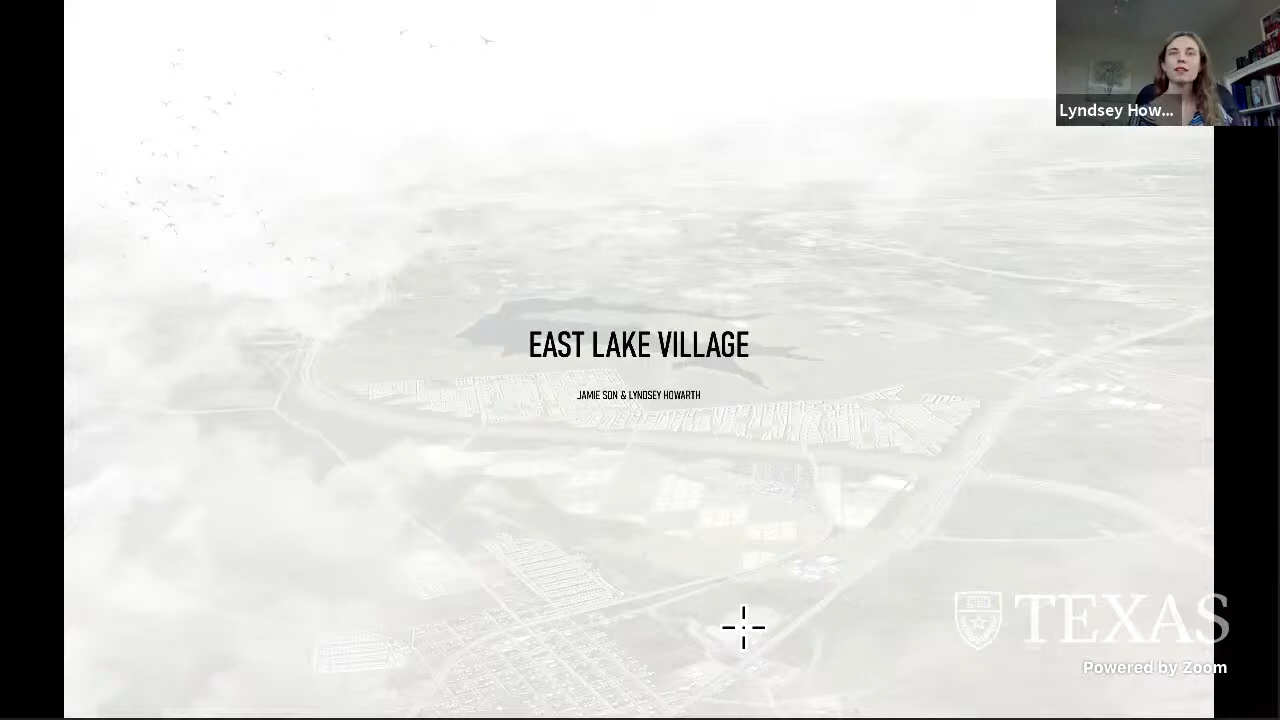 Lyndsey How...
EAST LAKE VILLAGE
JAMIE SON & LYNDSEY HOWARTH
TEXAS
Powered by Zoom